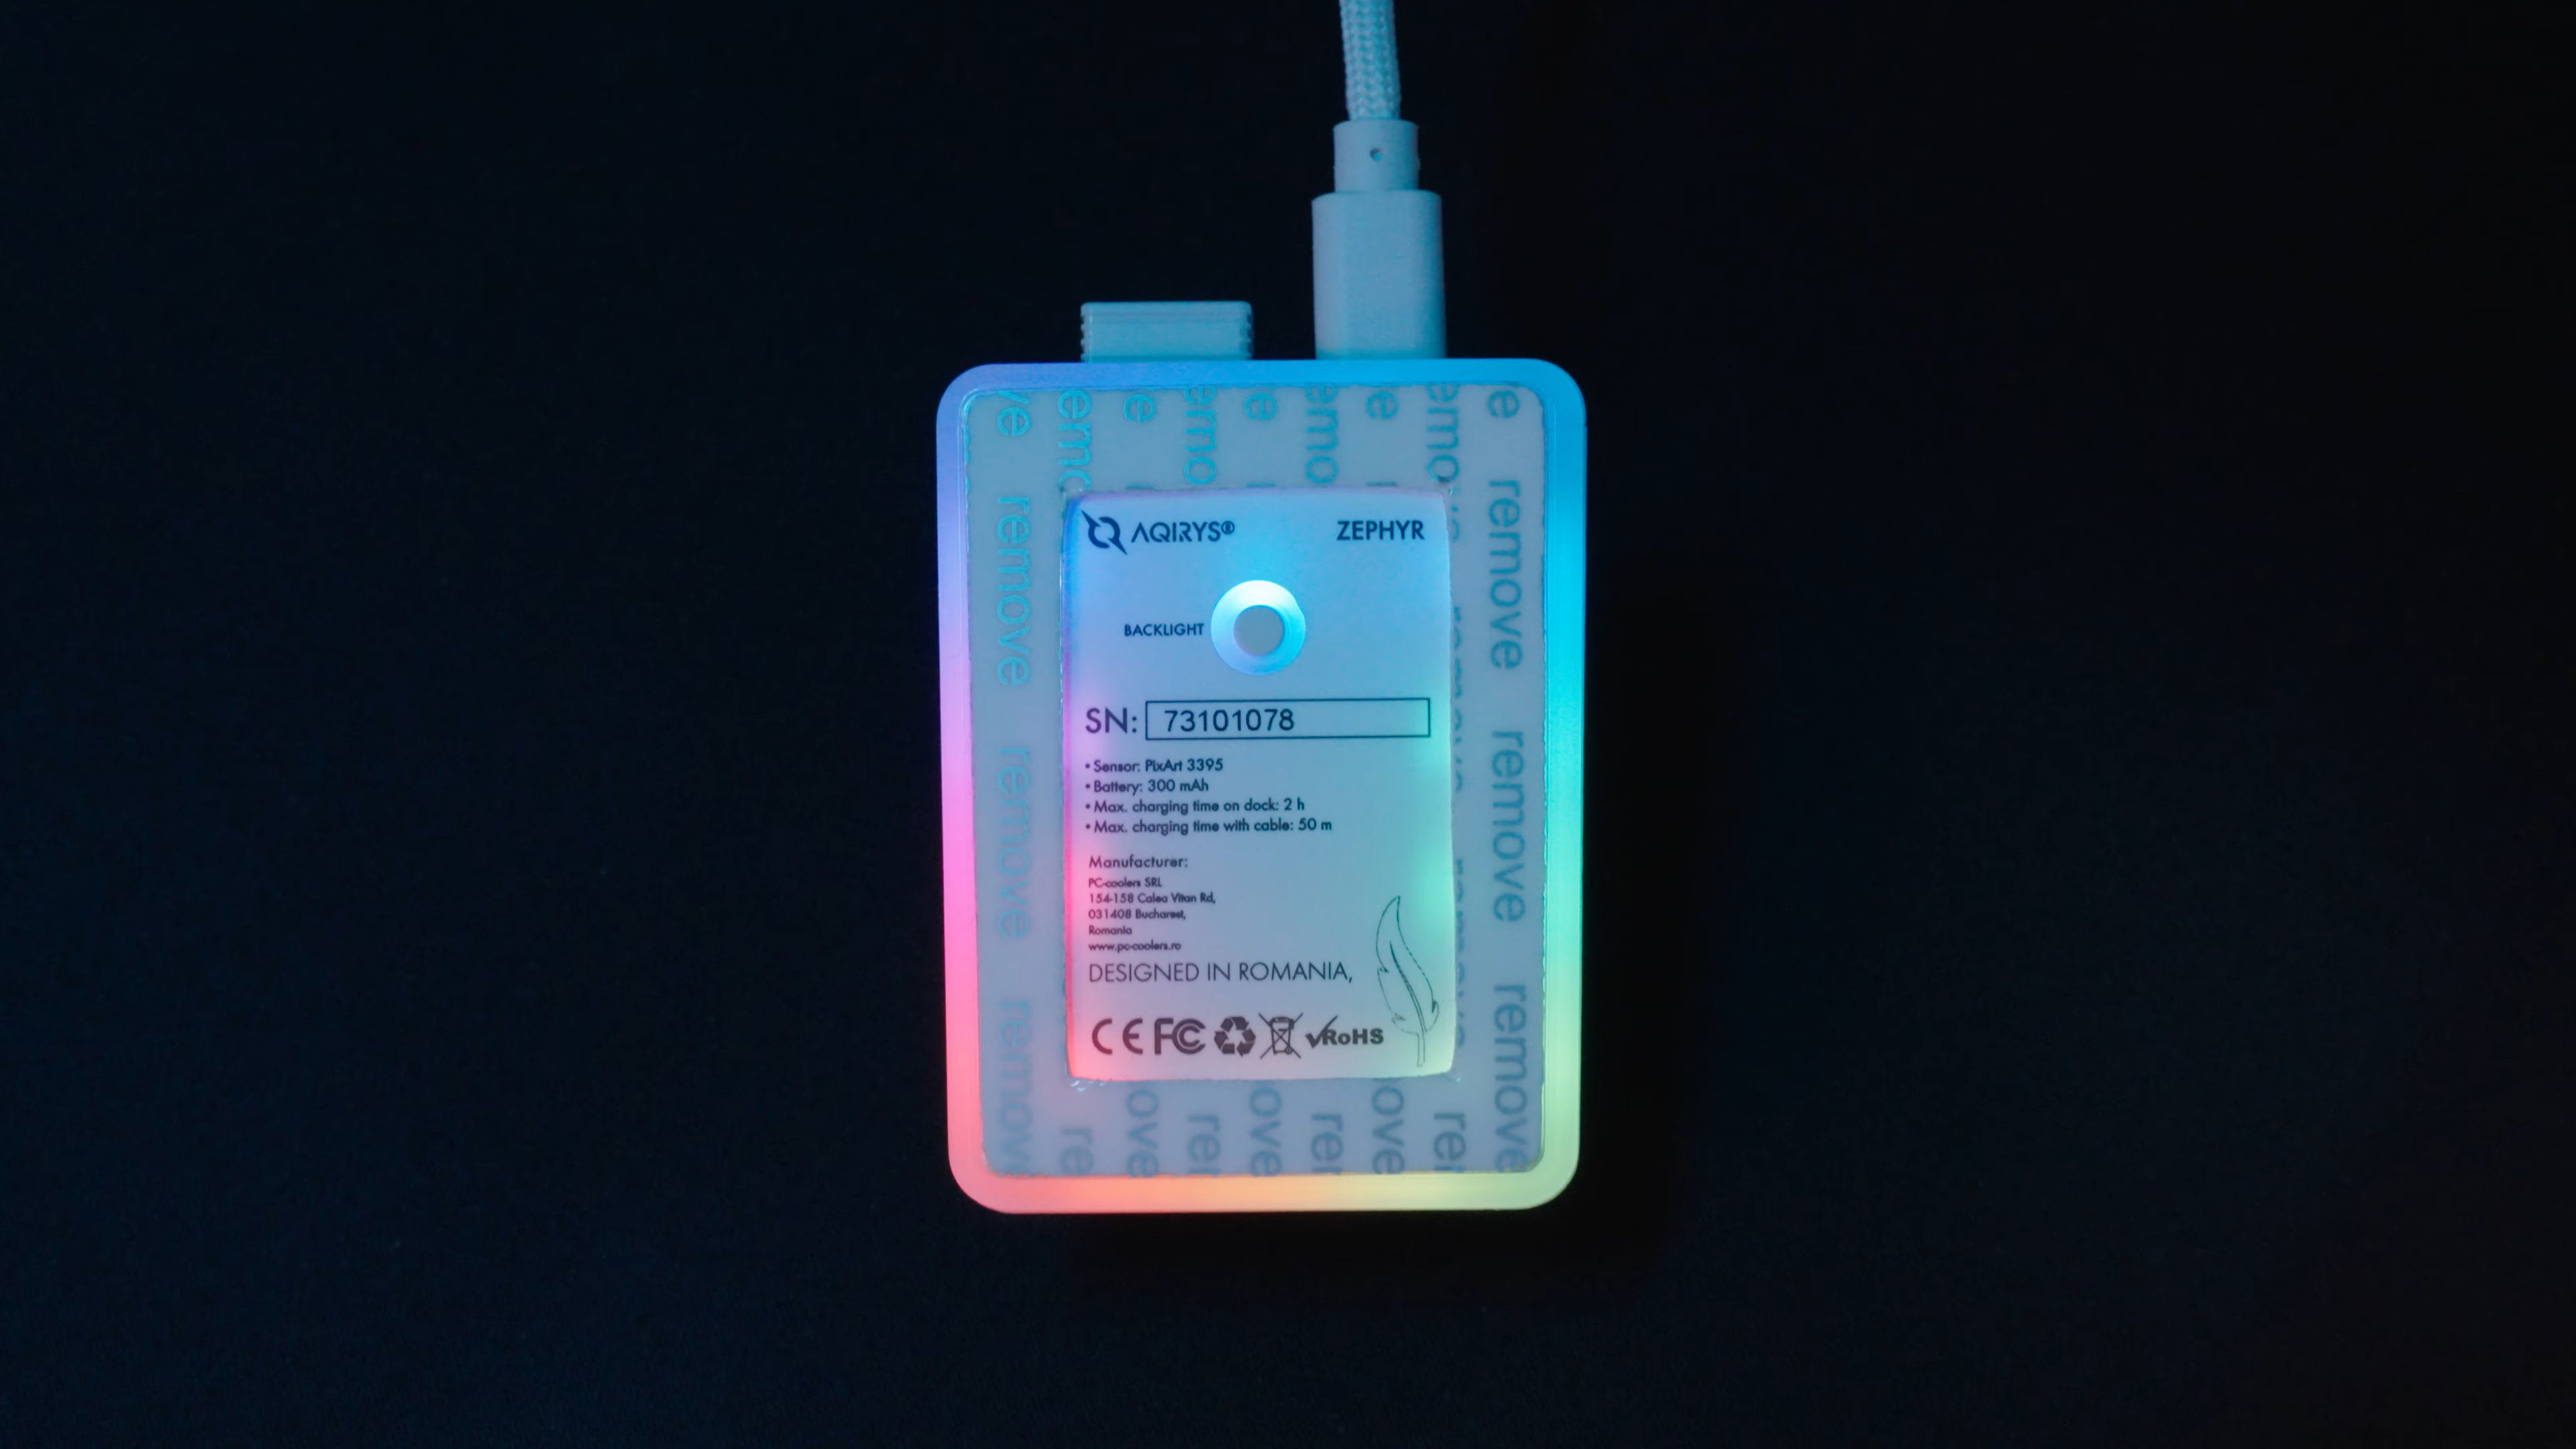 AQIRYS® ZEPHYR
BACKLIGHT
SN: 73101078
• Sensor: PixArt 3395
• Battery: 300 mAh
• Max. charging time on dock: 2 h
• Max. charging time with cable: 50 m
Manufacturer:
PC-coolers SRL
154-158 Calea Vitan Rd,
031408 Bucharest,
Romania
www.pc-coolers.ro
DESIGNED IN ROMANIA,
CE FC RoHS
remove
remove
remove
remove
remove
remove